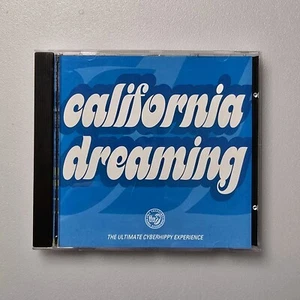 california
dreaming
THE ULTIMATE CYBERHIPPY EXPERIENCE